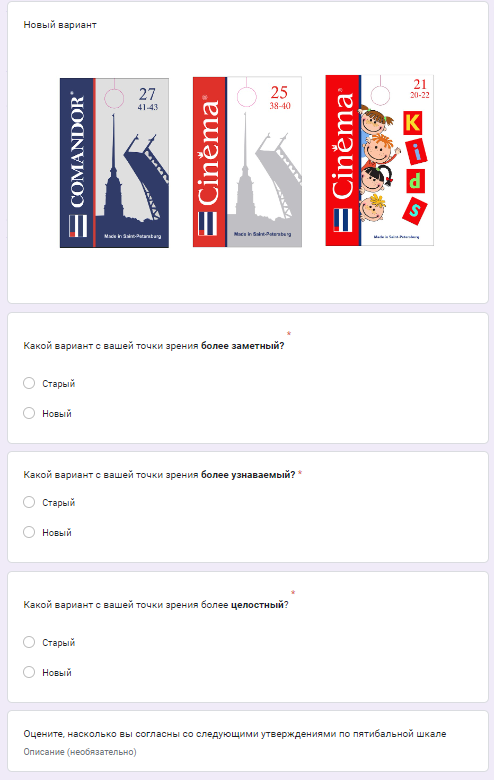 Новый вариант
COMANDOR®
27
41-43
Made in Saint-Petersburg
Cinéma®
25
38-40
Made in Saint-Petersburg
Cinéma®
21
20-22
K
i
d
S
Made in Saint-Petersburg
Какой вариант с вашей точки зрения более заметный? *
Старый
Новый
Какой вариант с вашей точки зрения более узнаваемый? *
Старый
Новый
Какой вариант с вашей точки зрения более целостный? *
Старый
Новый
Оцените, насколько вы согласны со следующими утверждениями по пятибальной шкале
Описание (необязательно)